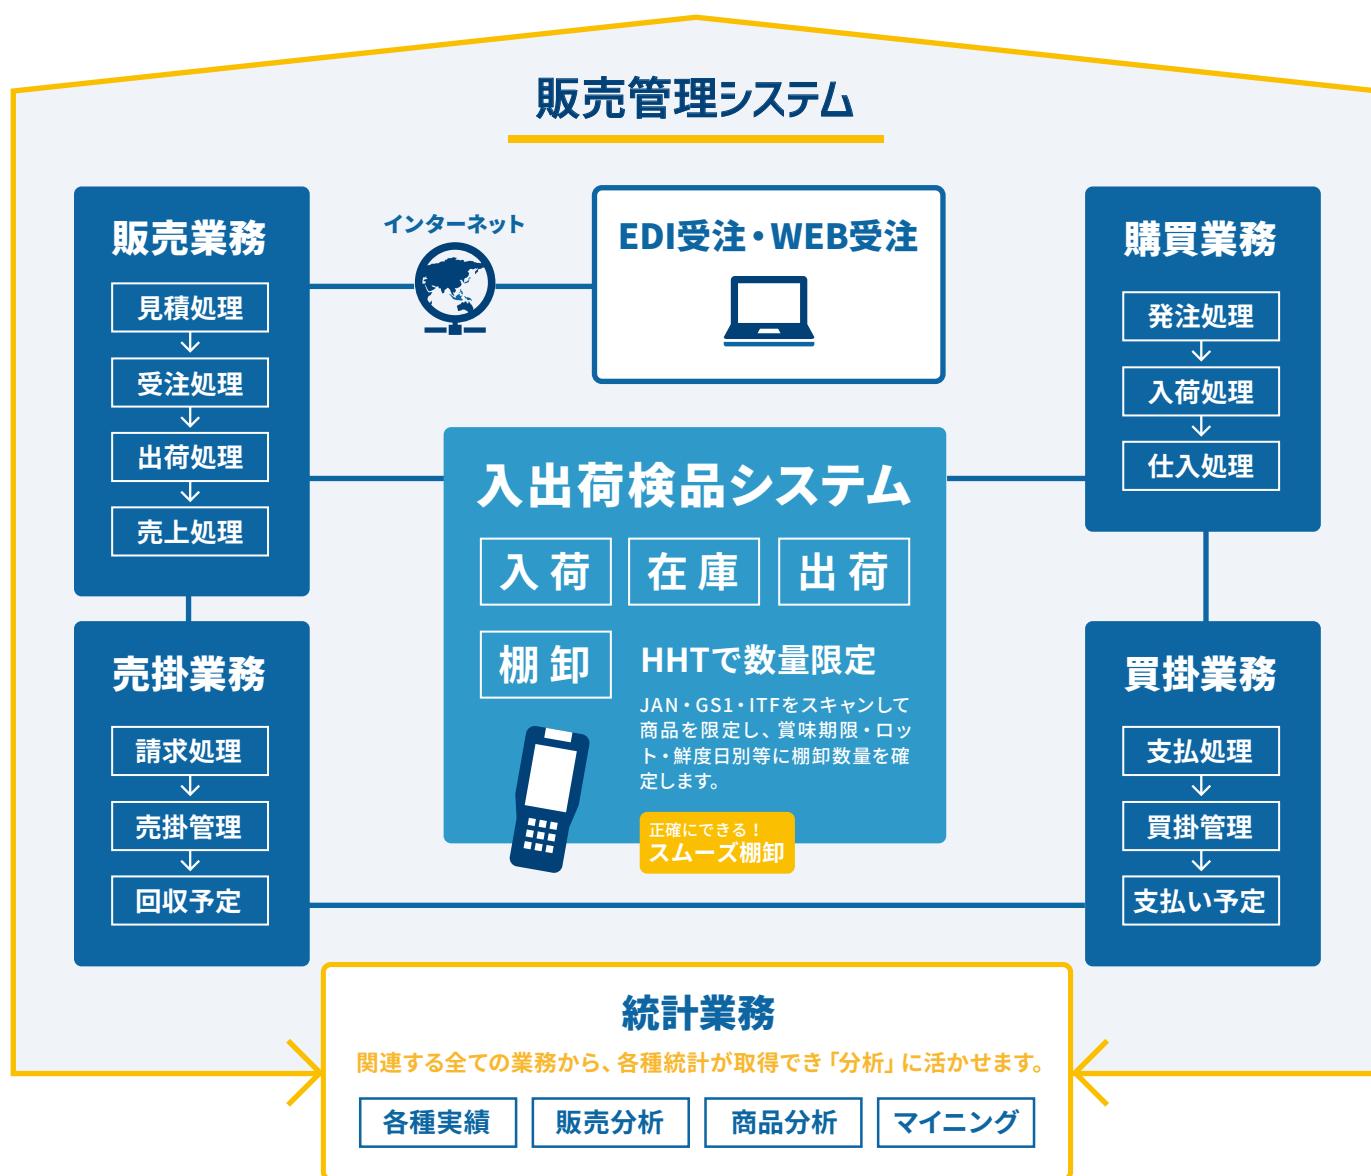 販売管理システム
販売業務
見積処理
受注処理
出荷処理
売上処理
インターネット
EDI受注・WEB受注
購買業務
発注処理
入荷処理
仕入処理
入出荷検品システム
入荷
在庫
出荷
棚卸
HHTで数量限定
JAN・GS1・ITFをスキャンして
商品を限定し、賞味期限・ロッ
ト・鮮度日別等に棚卸数量を確
定します。
正確にできる！
スムーズ棚卸
売掛業務
請求処理
売掛管理
回収予定
買掛業務
支払処理
買掛管理
支払い予定
統計業務
関連する全ての業務から、各種統計が取得でき「分析」に活かせます。
各種実績
販売分析
商品分析
マイニング